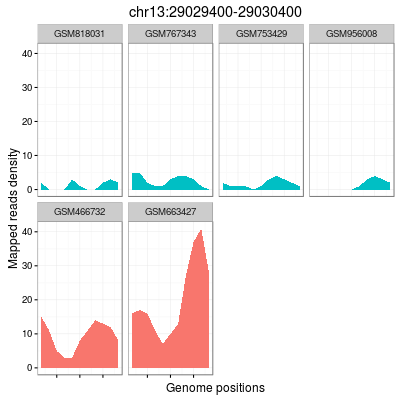 chr13:29029400-29030400
GSM818031 GSM767343 GSM753429 GSM956008
40
30
20
10
0
Mapped reads density
GSM466732 GSM663427
40
30
20
10
0
Genome positions